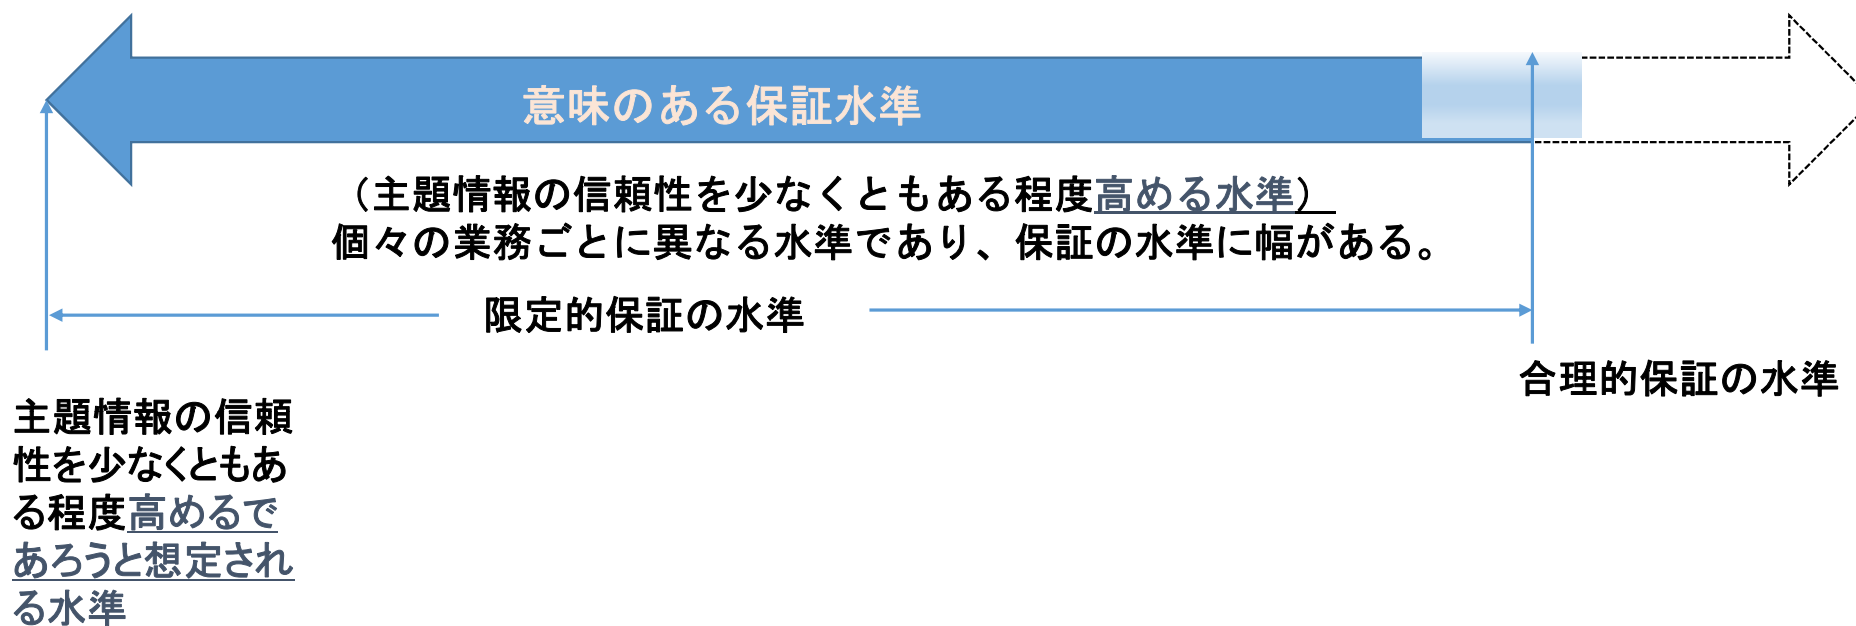 意味のある保証水準
（主題情報の信頼性を少なくともある程度高める水準）
個々の業務ごとに異なる水準であり、保証の水準に幅がある。
限定的保証の水準
合理的保証の水準
主題情報の信頼
性を少なくともあ
る程度高めるで
あろうと想定され
る水準